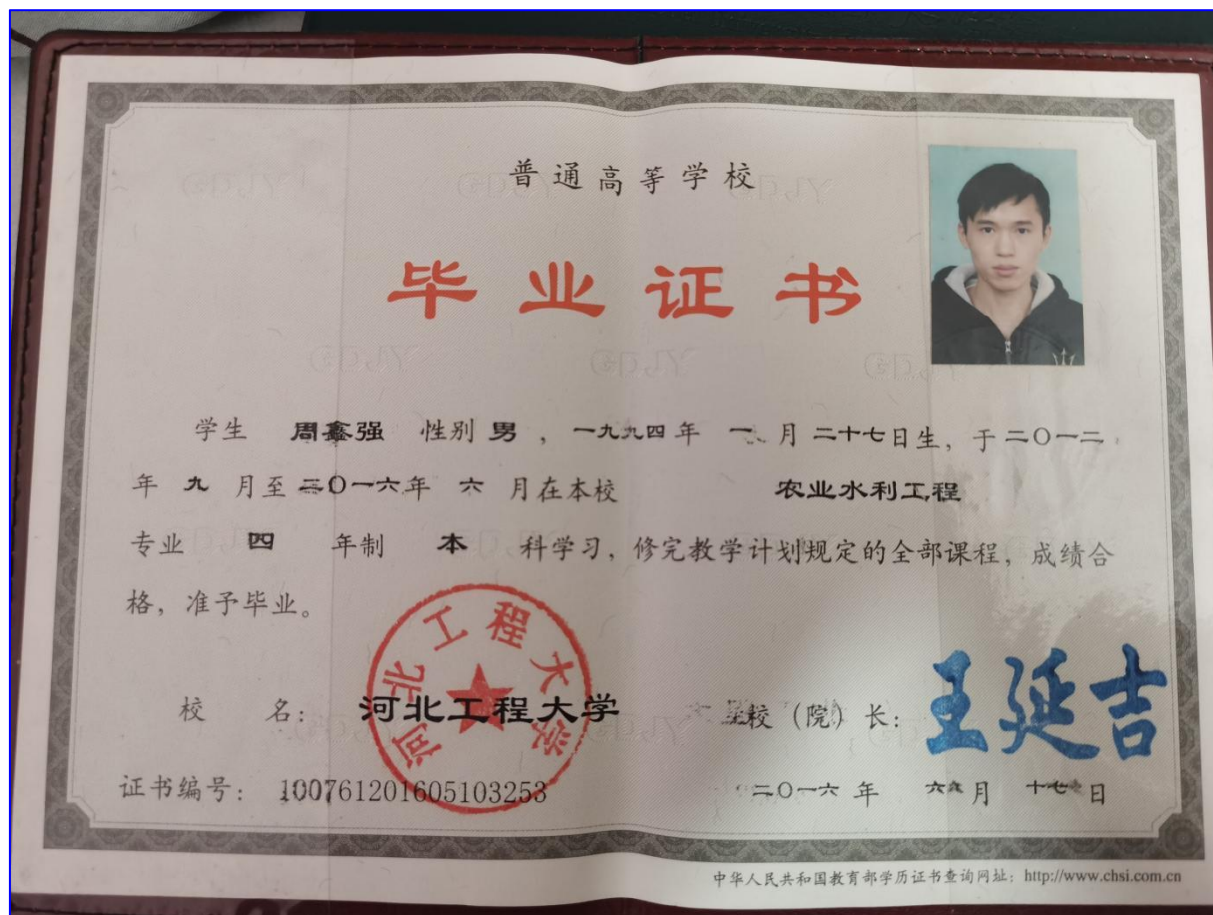 普通高等学校
毕业证书
学生 周鑫强 性别 男 ，一九九四年 一 月二十七日生，于二〇一二
年 九 月至二〇一六年 六 月在本校 农业水利工程
专业 四 年制 本 科学习，修完教学计划规定的全部课程，成绩合
格，准予毕业。
河北工程大学
校 名：河北工程大学 校（院）长：王延吉
证书编号：100761201605103253 二〇一六年 六月 十七日
中华人民共和国教育部学历证书查询网址：http://www.chsi.com.cn